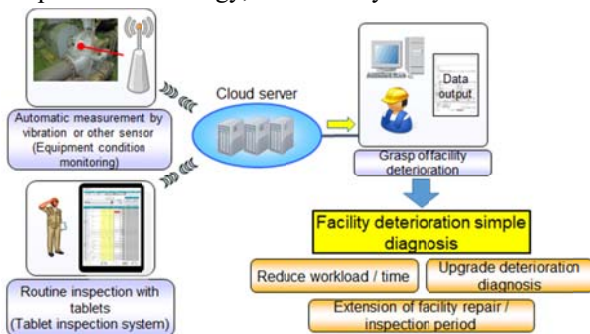 Automatic measurement by
vibration or other sensor
(Equipment condition
monitoring)
Cloud server
Data
output
Grasp of facility
deterioration
Routine inspection with
tablets
(Tablet inspection system)
Facility deterioration simple
diagnosis
Reduce workload / time
Upgrade deterioration
diagnosis
Extension of facility repair /
inspection period